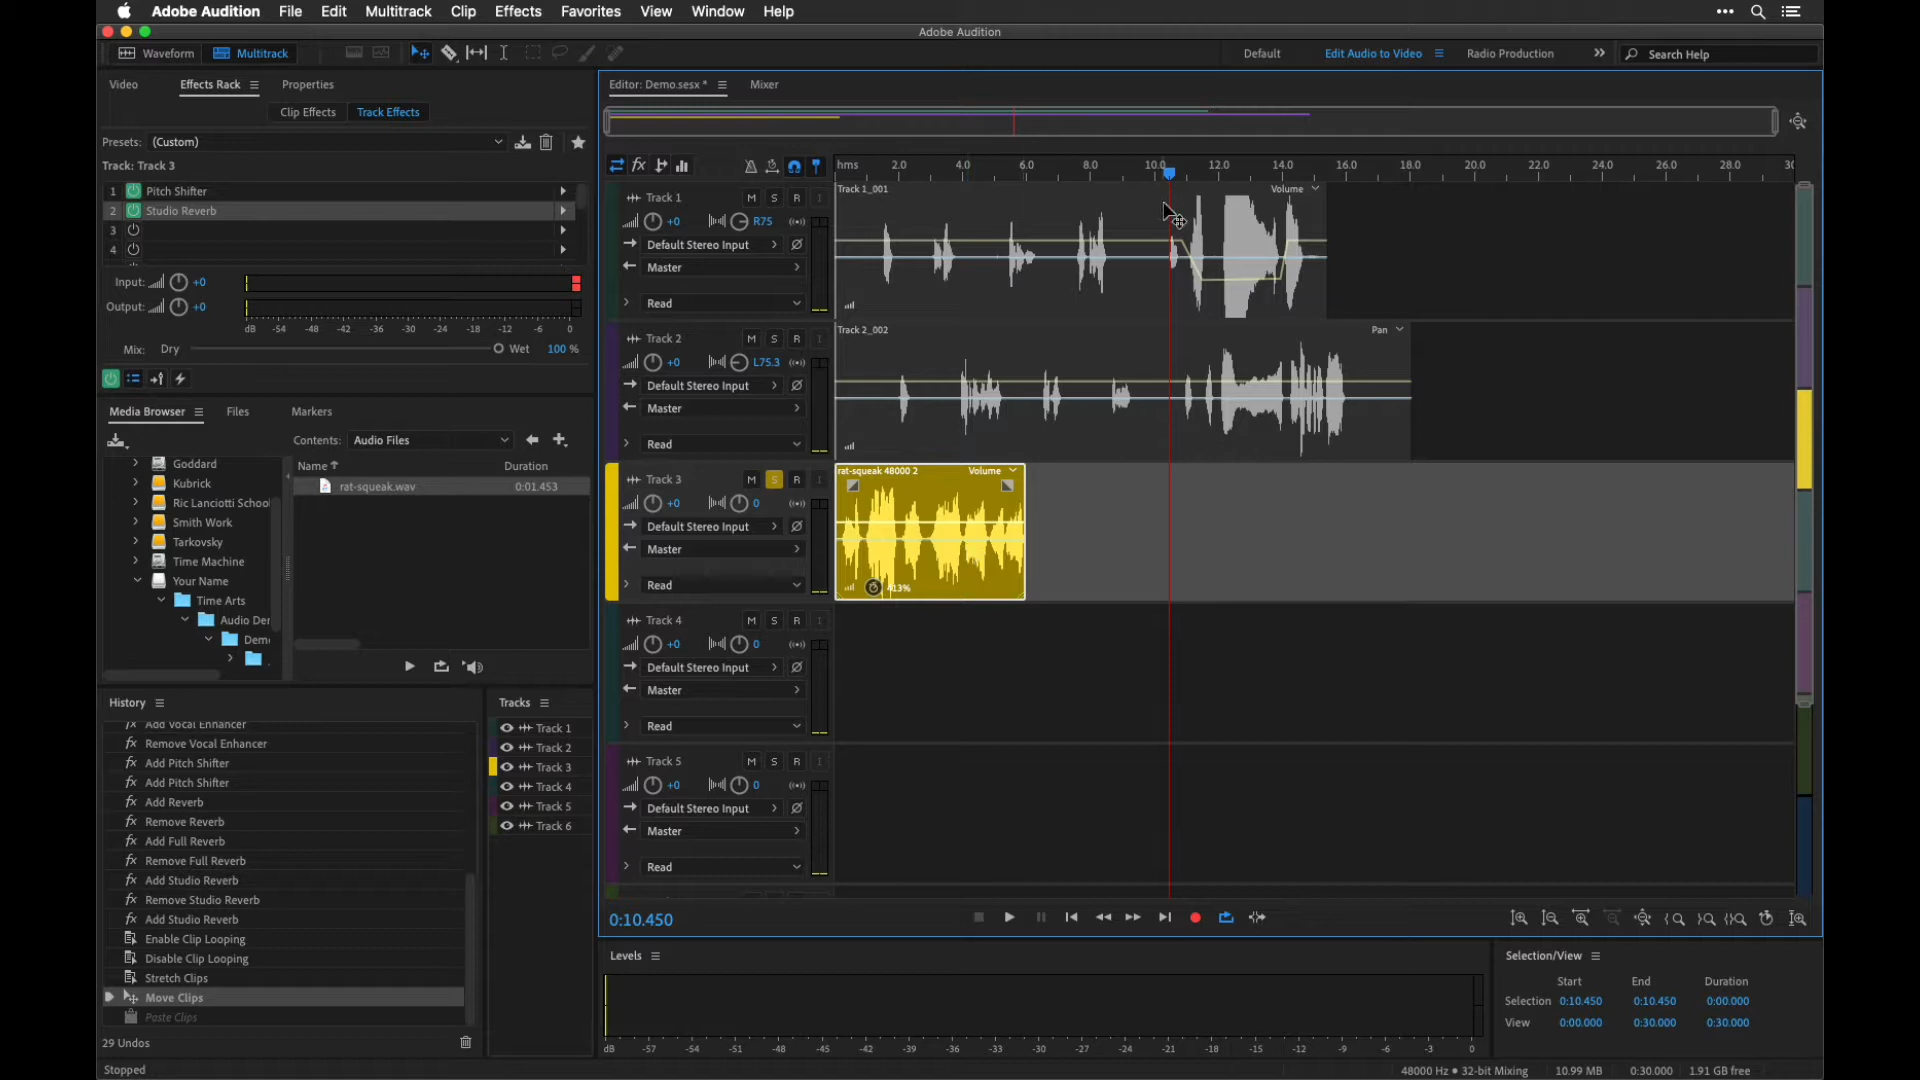 Adobe Audition File Edit Multitrack Clip Effects Favorites View Window Help
Adobe Audition
Waveform Multitrack Default Edit Audio to Video Radio Production Search Help
Video Effects Rack Properties
Clip Effects Track Effects
Presets: (Custom)
Track: Track 3
1 Pitch Shifter
2 Studio Reverb
3
4
Input: +0
Output: +0
dB -54 -48 -42 -36 -30 -24 -18 -12 -6 0
Mix: Dry Wet 100 %
Media Browser Files Markers
Contents: Audio Files
Name Duration
rat-squeak.wav 0:01.453
Goddard
Kubrick
Ric Lanciotti School
Smith Work
Tarkovsky
Time Machine
Your Name
Time Arts
Audio Der
Demo
History
Add Vocal Enhancer
Remove Vocal Enhancer
Add Pitch Shifter
Add Pitch Shifter
Add Reverb
Remove Reverb
Add Full Reverb
Remove Full Reverb
Add Studio Reverb
Remove Studio Reverb
Add Studio Reverb
Enable Clip Looping
Disable Clip Looping
Stretch Clips
Move Clips
Paste Clips
29 Undos
Tracks
Track 1
Track 2
Track 3
Track 4
Track 5
Track 6
Editor: Demo.sesx * Mixer
hms 2.0 4.0 6.0 8.0 10.0 12.0 14.0 16.0 18.0 20.0 22.0 24.0 26.0 28.0
Track 1 M S R I
+0 R75
Default Stereo Input
Master
Read
Track 1_001 Volume
Track 2 M S R I
+0 L75.3
Default Stereo Input
Master
Read
Track 2_002 Pan
Track 3 M S R I
+0 0
Default Stereo Input
Master
Read
rat-squeak 48000 2 Volume
413%
Track 4 M S R I
+0 0
Default Stereo Input
Master
Read
Track 5 M S R I
+0 0
Default Stereo Input
Master
Read
0:10.450
Levels
dB -57 -54 -51 -48 -45 -42 -39 -36 -33 -30 -27 -24 -21 -18 -15 -12 -9 -6 -3 0
Selection/View
Start End Duration
Selection 0:10.450 0:10.450 0:00.000
View 0:00.000 0:30.000 0:30.000
Stopped 48000 Hz • 32-bit Mixing 10.99 MB 0:30.000 1.91 GB free